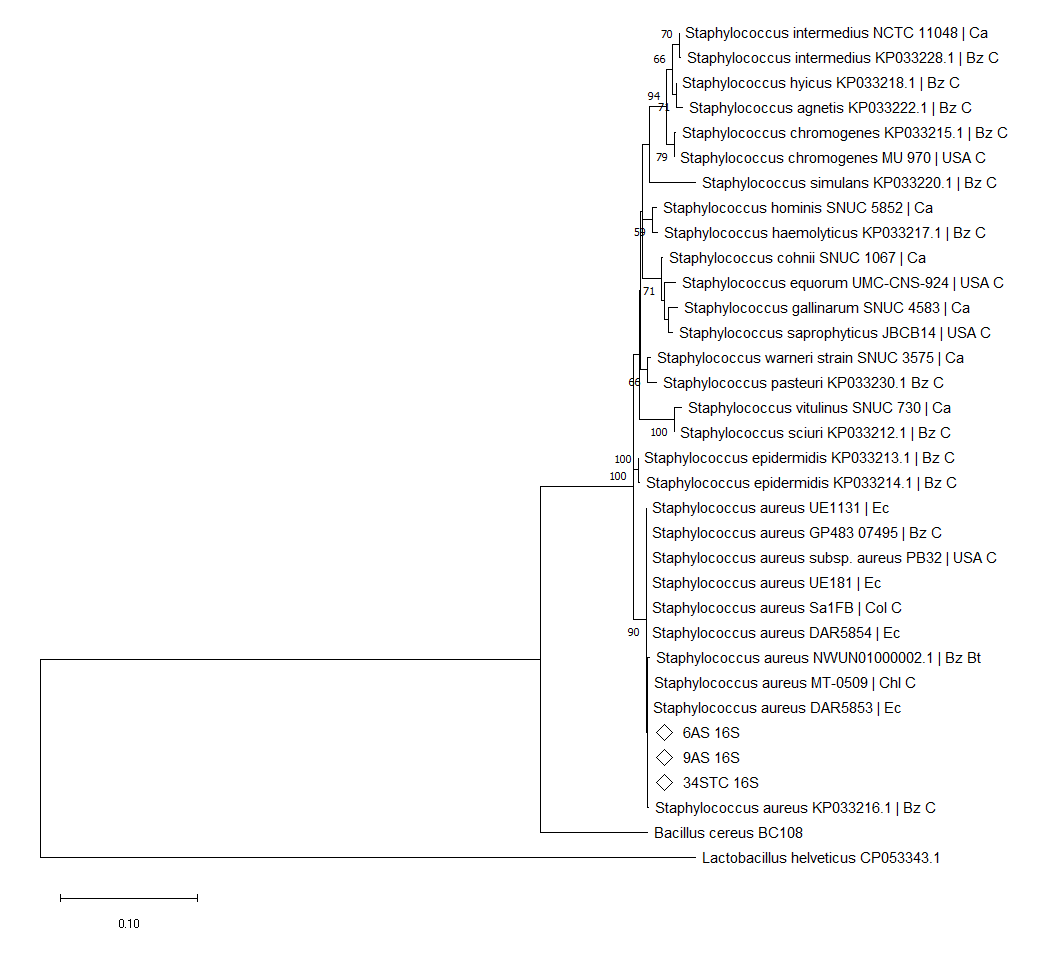 70
Staphylococcus intermedius NCTC 11048 | Ca
66
Staphylococcus intermedius KP033228.1 | Bz C
Staphylococcus hyicus KP033218.1 | Bz C
94
71
Staphylococcus agnetis KP033222.1 | Bz C
Staphylococcus chromogenes KP033215.1 | Bz C
79
Staphylococcus chromogenes MU 970 | USA C
Staphylococcus simulans KP033220.1 | Bz C
Staphylococcus hominis SNUC 5852 | Ca
59
Staphylococcus haemolyticus KP033217.1 | Bz C
Staphylococcus cohnii SNUC 1067 | Ca
Staphylococcus equorum UMC-CNS-924 | USA C
71
Staphylococcus gallinarum SNUC 4583 | Ca
Staphylococcus saprophyticus JBCB14 | USA C
Staphylococcus warneri strain SNUC 3575 | Ca
66
Staphylococcus pasteuri KP033230.1 Bz C
Staphylococcus vitulinus SNUC 730 | Ca
100
Staphylococcus sciuri KP033212.1 | Bz C
100
Staphylococcus epidermidis KP033213.1 | Bz C
100
Staphylococcus epidermidis KP033214.1 | Bz C
Staphylococcus aureus UE1131 | Ec
Staphylococcus aureus GP483 07495 | Bz C
Staphylococcus aureus subsp. aureus PB32 | USA C
Staphylococcus aureus UE181 | Ec
Staphylococcus aureus Sa1FB | Col C
90
Staphylococcus aureus DAR5854 | Ec
Staphylococcus aureus NWUN01000002.1 | Bz Bt
Staphylococcus aureus MT-0509 | Chl C
Staphylococcus aureus DAR5853 | Ec
6AS 16S
9AS 16S
34STC 16S
Staphylococcus aureus KP033216.1 | Bz C
Bacillus cereus BC108
Lactobacillus helveticus CP053343.1
0.10